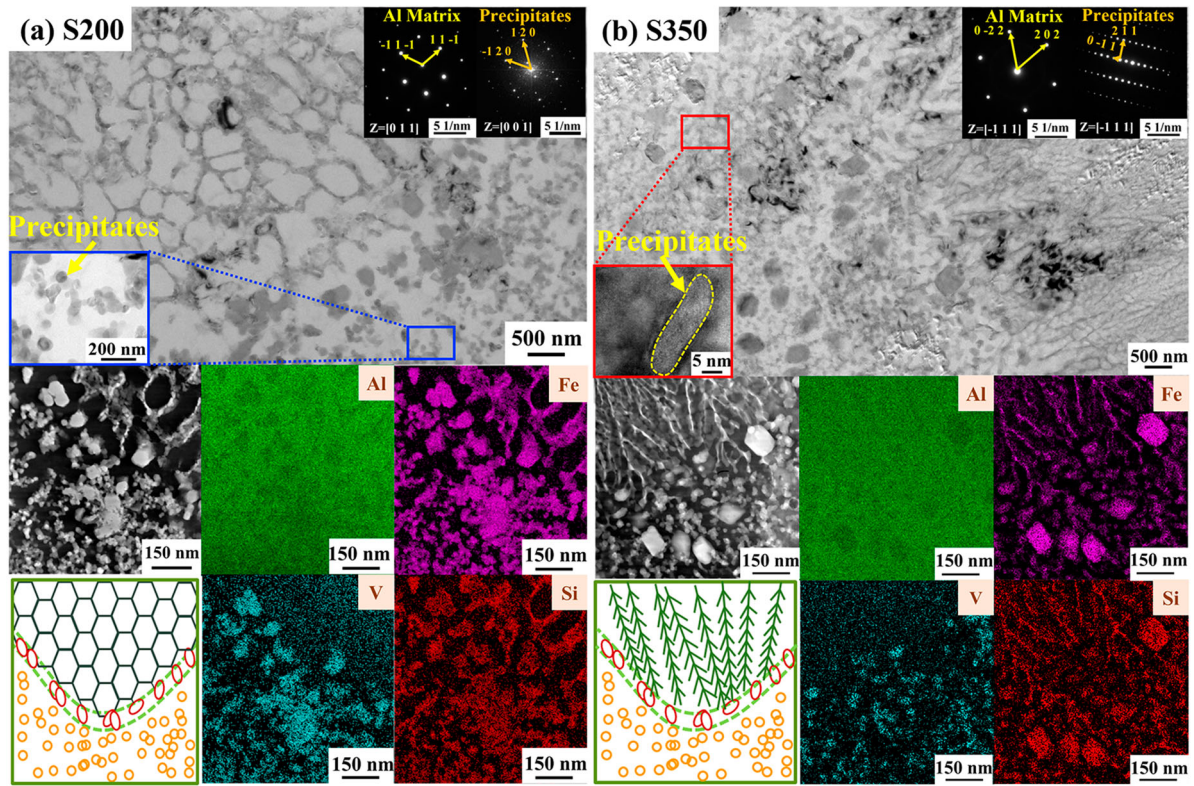 (a) S200
Al Matrix
-1 1 -1
1 1 -1
Z=[0 1 1]
5 1/nm
Precipitates
1 2 0
-1 2 0
Z=[0 0 1]
5 1/nm
Precipitates
200 nm
500 nm
(b) S350
Al Matrix
0 -2 2
2 0 2
Z=[-1 1 1]
5 1/nm
Precipitates
2 1 1
0 -1 1
Z=[-1 1 1]
5 1/nm
Precipitates
5 nm
500 nm
150 nm
Al
150 nm
Fe
150 nm
150 nm
Al
150 nm
Fe
150 nm
V
150 nm
Si
150 nm
V
150 nm
Si
150 nm